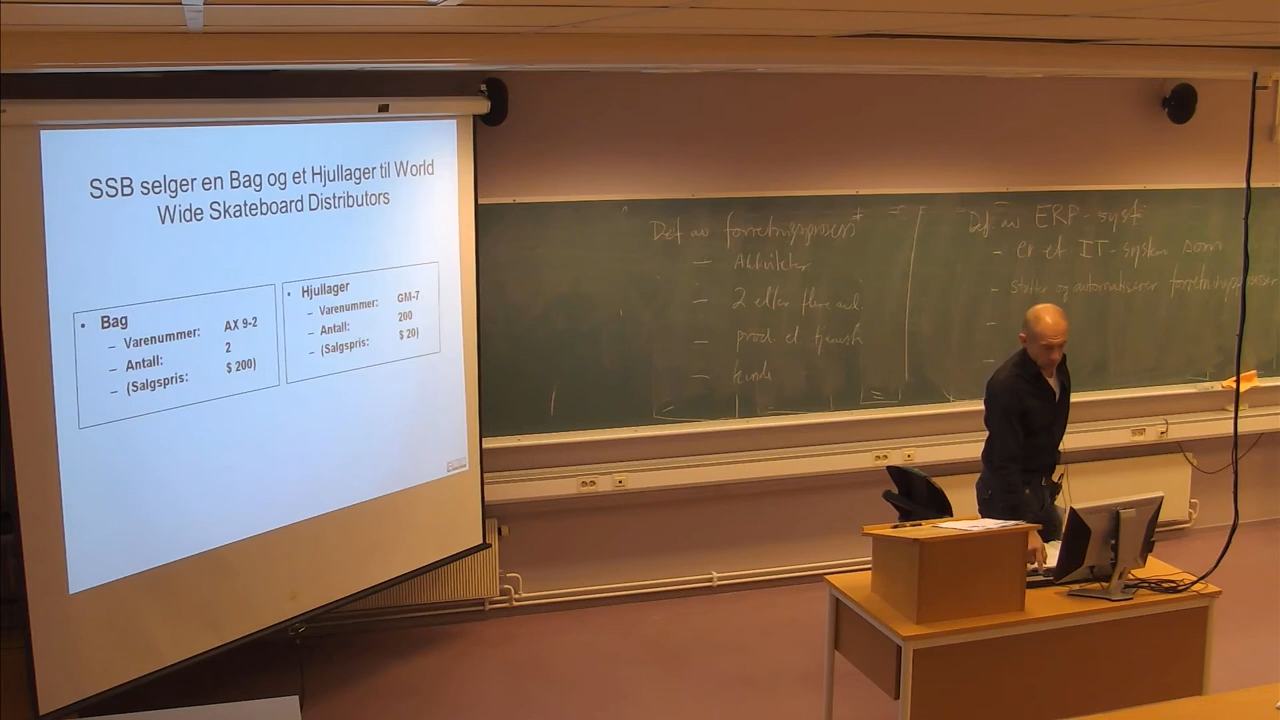 SSB selger en Bag og et Hjullager til World
Wide Skateboard Distributors
• Bag
– Varenummer: AX 9-2
– Antall: 2
– (Salgspris: $ 200)
• Hjullager
– Varenummer: GM-7
– Antall: 200
– (Salgspris: $ 20)
Def av forretningsprosess
– Aktiviteter
– 2 eller flere
– prod. el. tjeneste
– kunde
Def. av ERP-syst
– er et IT-system som
– støtter og automatiserer forretningsprosesser